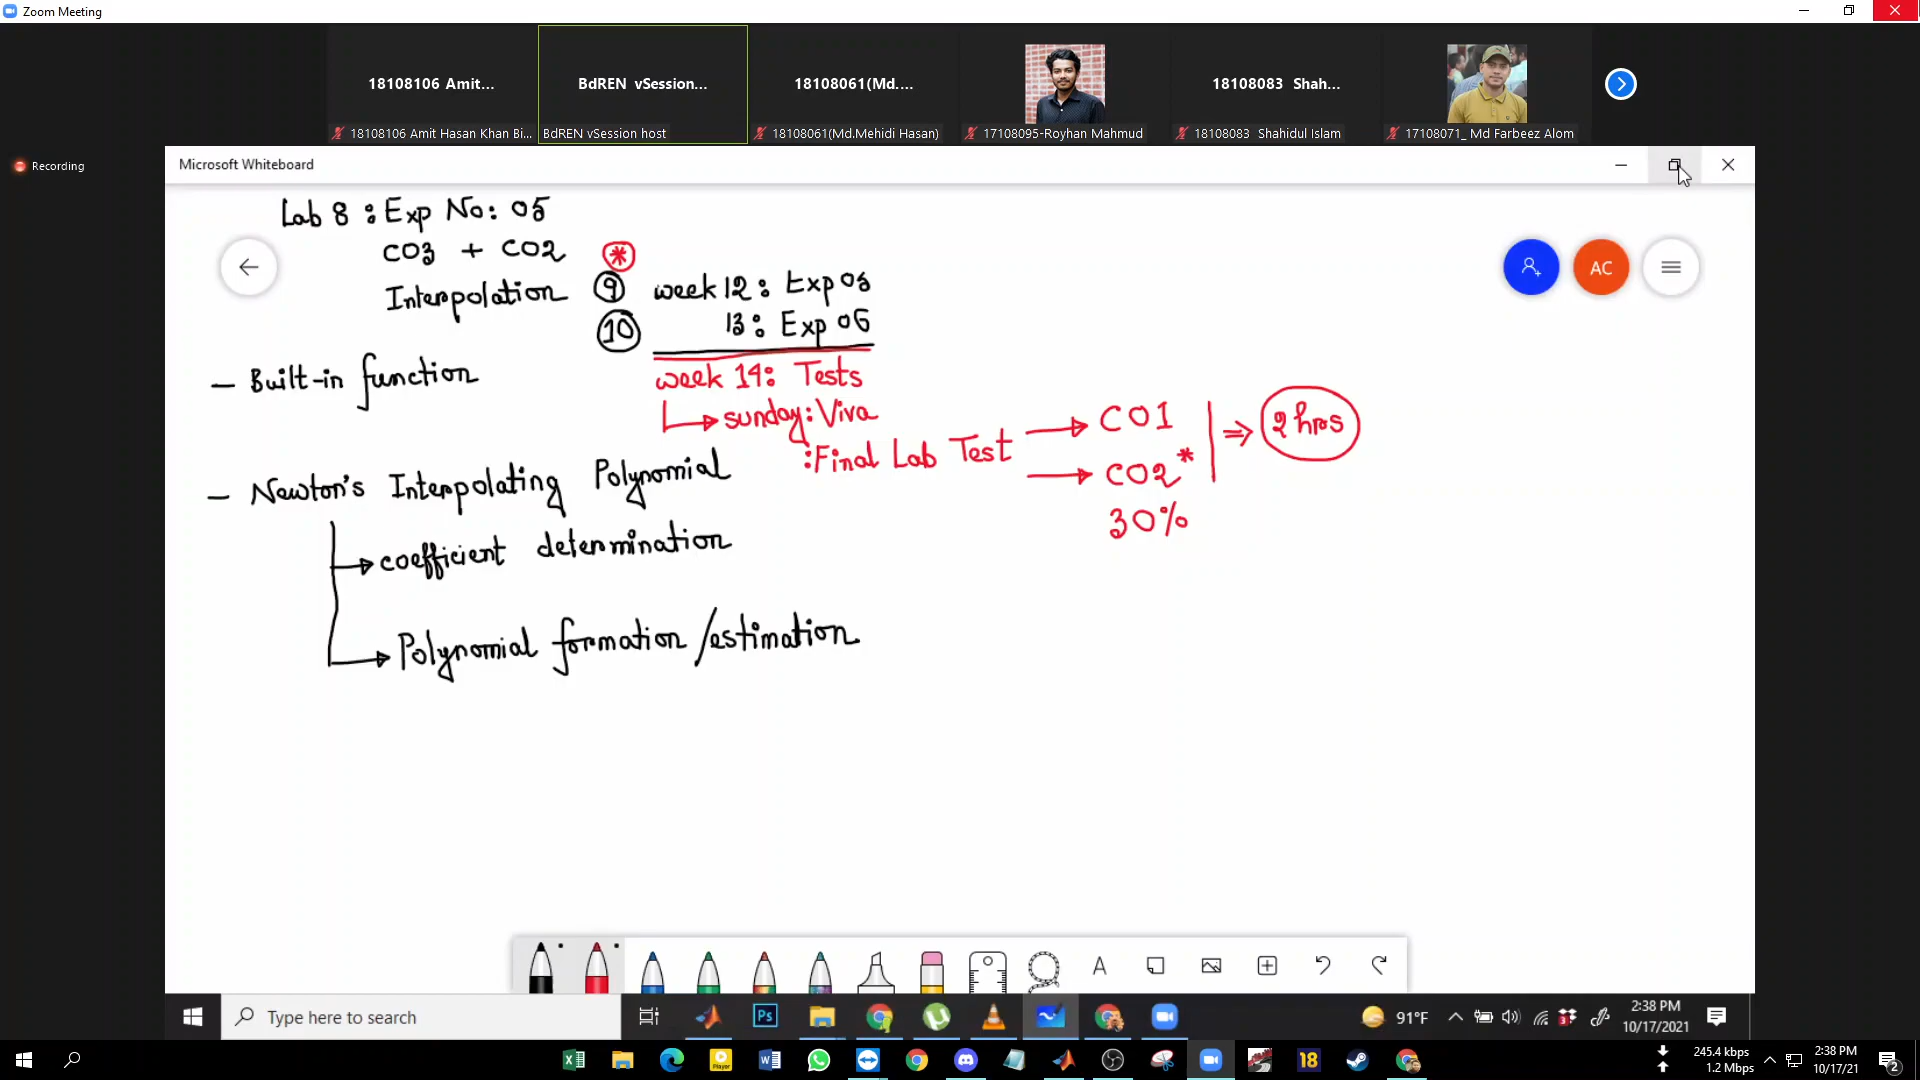 Zoom Meeting
18108106 Amit...
BdREN vSession...
18108061(Md....
18108083 Shah...
18108106 Amit Hasan Khan Bi...
BdREN vSession host
18108061(Md.Mehidi Hasan)
17108095-Royhan Mahmud
18108083 Shahidul Islam
17108071_ Md Farbeez Alom
Recording
Microsoft Whiteboard
Lab 8 : Exp No: 05
CO3 + CO2
*
Interpolation
9 week 12: Exp 05
10 13: Exp 06
- Built-in function
week 14: Tests
sunday: Viva
: Final Lab Test
CO1
CO2*
30%
⇒ 2 hrs
AC
- Newton's Interpolating Polynomial
coefficient determination
Polynomial formation/estimation
A
Type here to search
Ps
91°F
3
2:38 PM
10/17/2021
Player
18
245.4 kbps
1.2 Mbps
2:38 PM
10/17/21
2